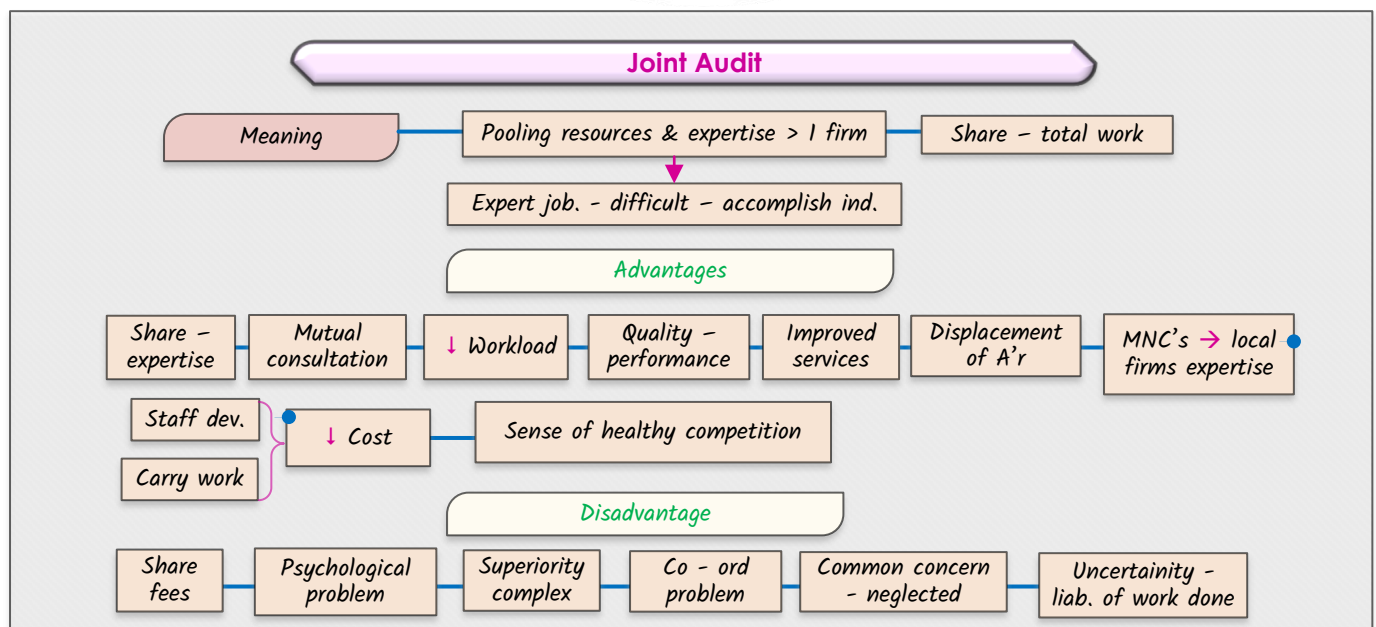 Joint Audit
Meaning
Pooling resources & expertise > 1 firm
Share – total work
Expert job. - difficult – accomplish ind.
Advantages
Share –
expertise
Mutual
consultation
↓ Workload
Quality –
performance
Improved
services
Displacement
of A'r
MNC's → local
firms expertise
Staff dev.
Carry work
↓ Cost
Sense of healthy competition
Disadvantage
Share
fees
Psychological
problem
Superiority
complex
Co - ord
problem
Common concern
- neglected
Uncertainity -
liab. of work done